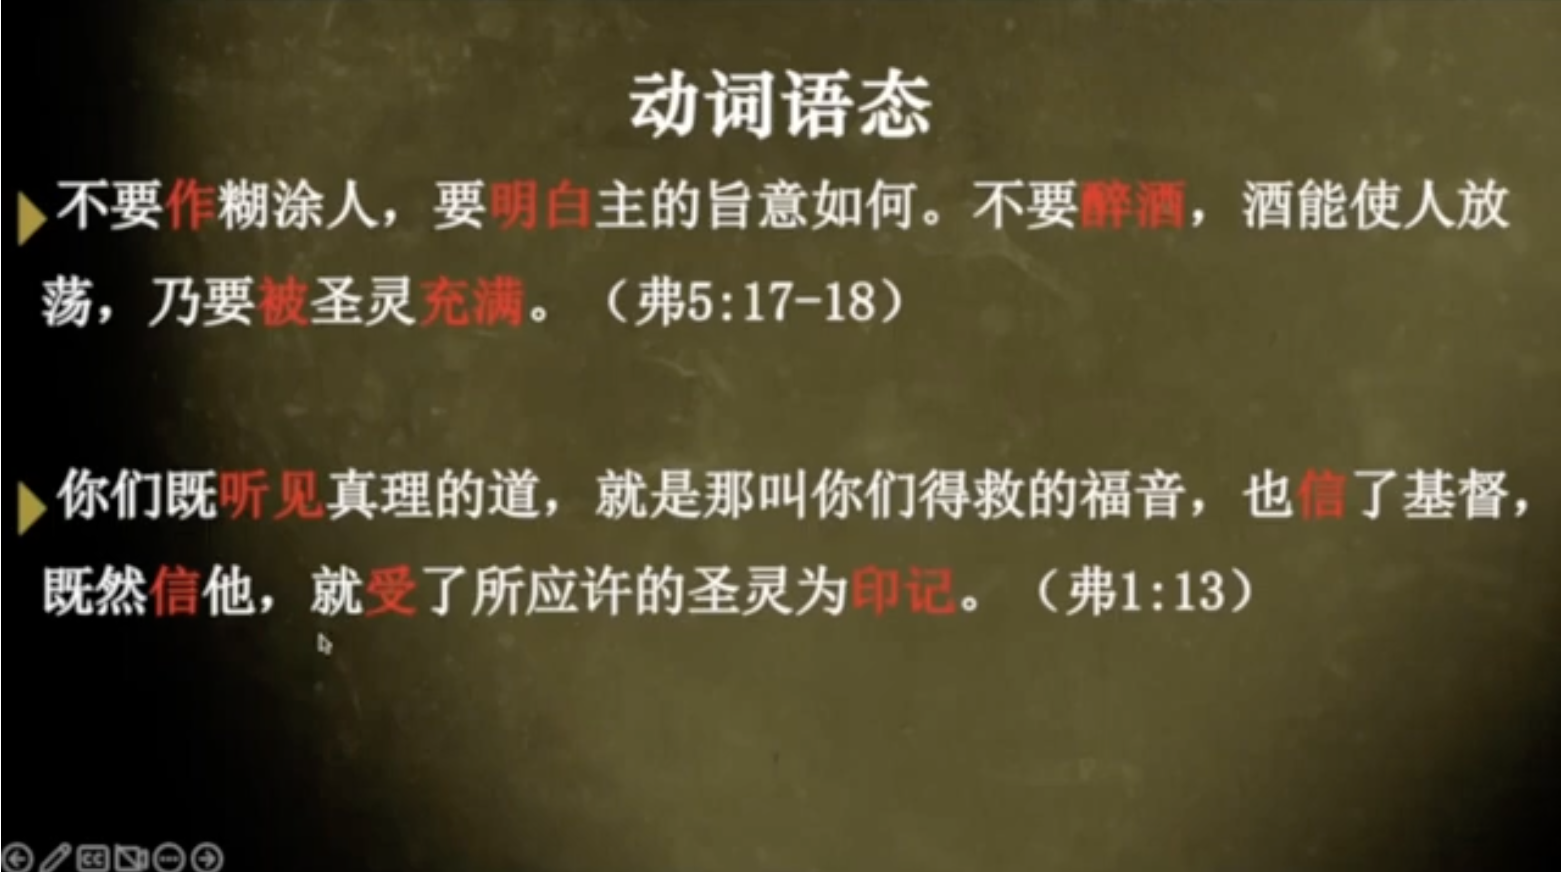 动词语态
不要作糊涂人，要明白主的旨意如何。不要醉酒，酒能使人放
荡，乃要被圣灵充满。（弗5:17-18）
你们既听见真理的道，就是那叫你们得救的福音，也信了基督，
既然信他，就受了所应许的圣灵为印记。（弗1:13）
CC